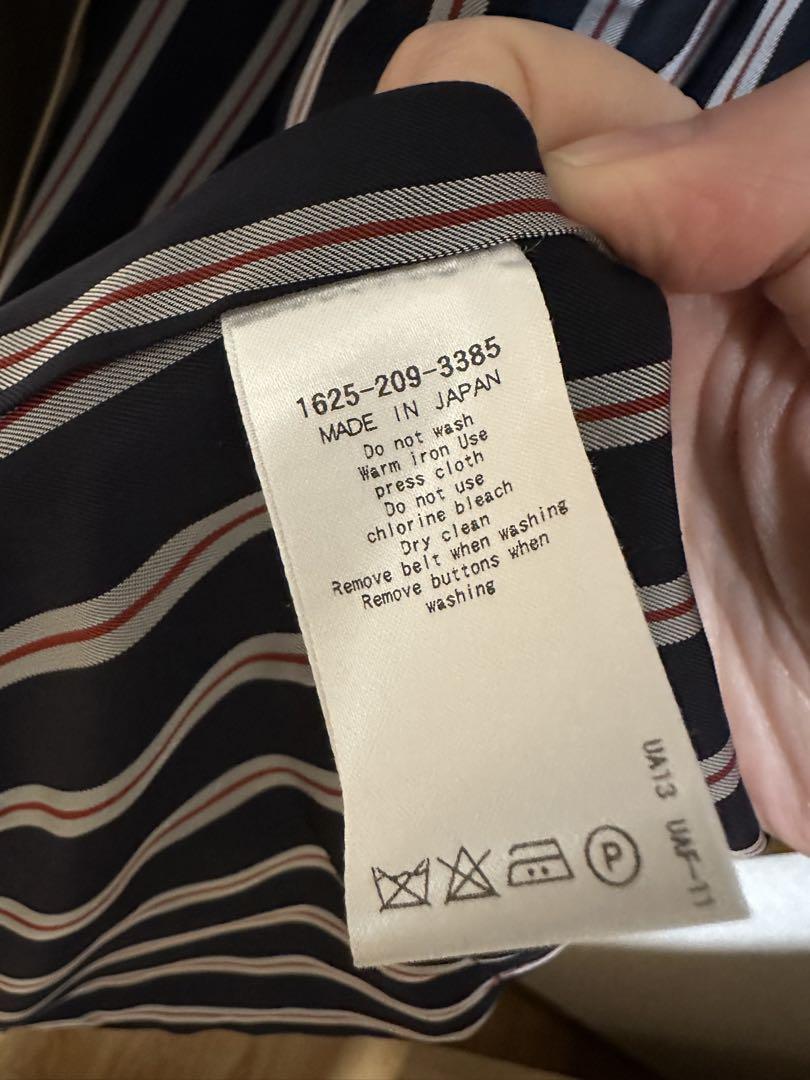 1625-209-3385
MADE IN JAPAN
Do not wash
Warm iron Use
press cloth
Do not use
chlorine bleach
Dry clean
Remove belt when washing
Remove buttons when
washing
UA13 UAF-11
P